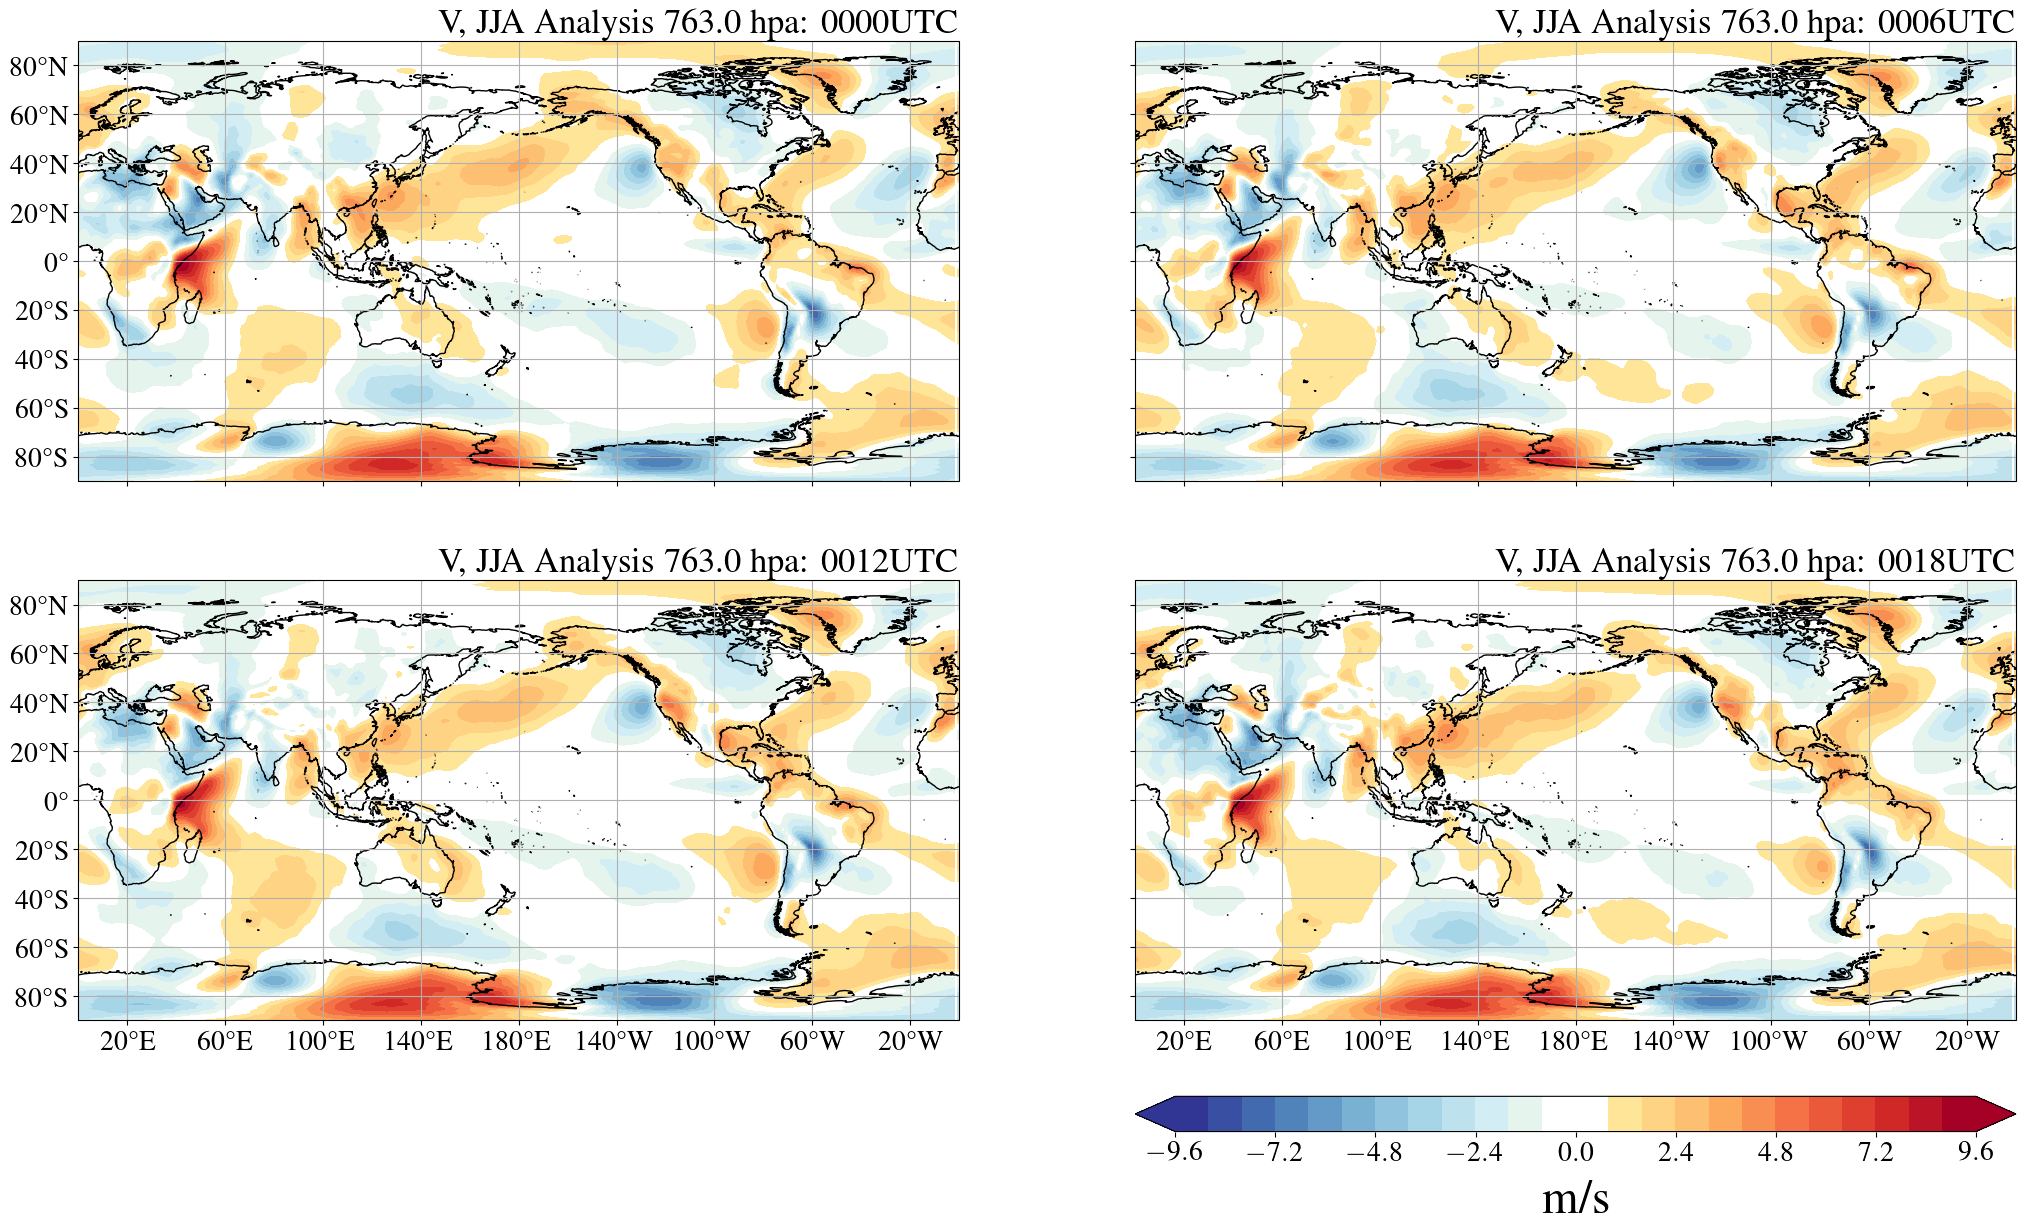 V, JJA Analysis 763.0 hpa: 0000UTC
V, JJA Analysis 763.0 hpa: 0006UTC
80°N
60°N
40°N
20°N
0°
20°S
40°S
60°S
80°S
V, JJA Analysis 763.0 hpa: 0012UTC
V, JJA Analysis 763.0 hpa: 0018UTC
80°N
60°N
40°N
20°N
0°
20°S
40°S
60°S
80°S
20°E 60°E 100°E 140°E 180°E 140°W 100°W 60°W 20°W
20°E 60°E 100°E 140°E 180°E 140°W 100°W 60°W 20°W
−9.6 −7.2 −4.8 −2.4 0.0 2.4 4.8 7.2 9.6
m/s